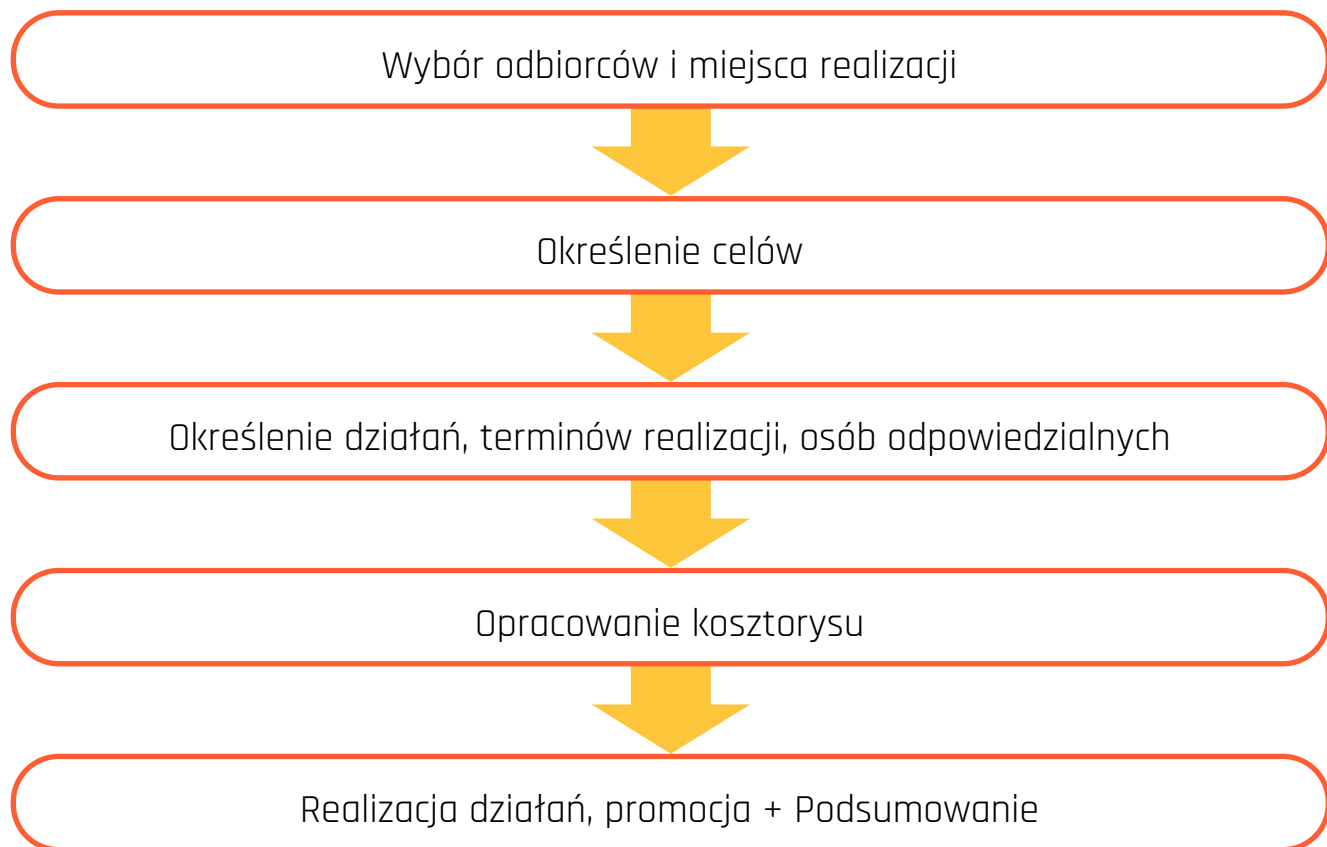 Wybór odbiorców i miejsca realizacji
Określenie celów
Określenie działań, terminów realizacji, osób odpowiedzialnych
Opracowanie kosztorysu
Realizacja działań, promocja + Podsumowanie